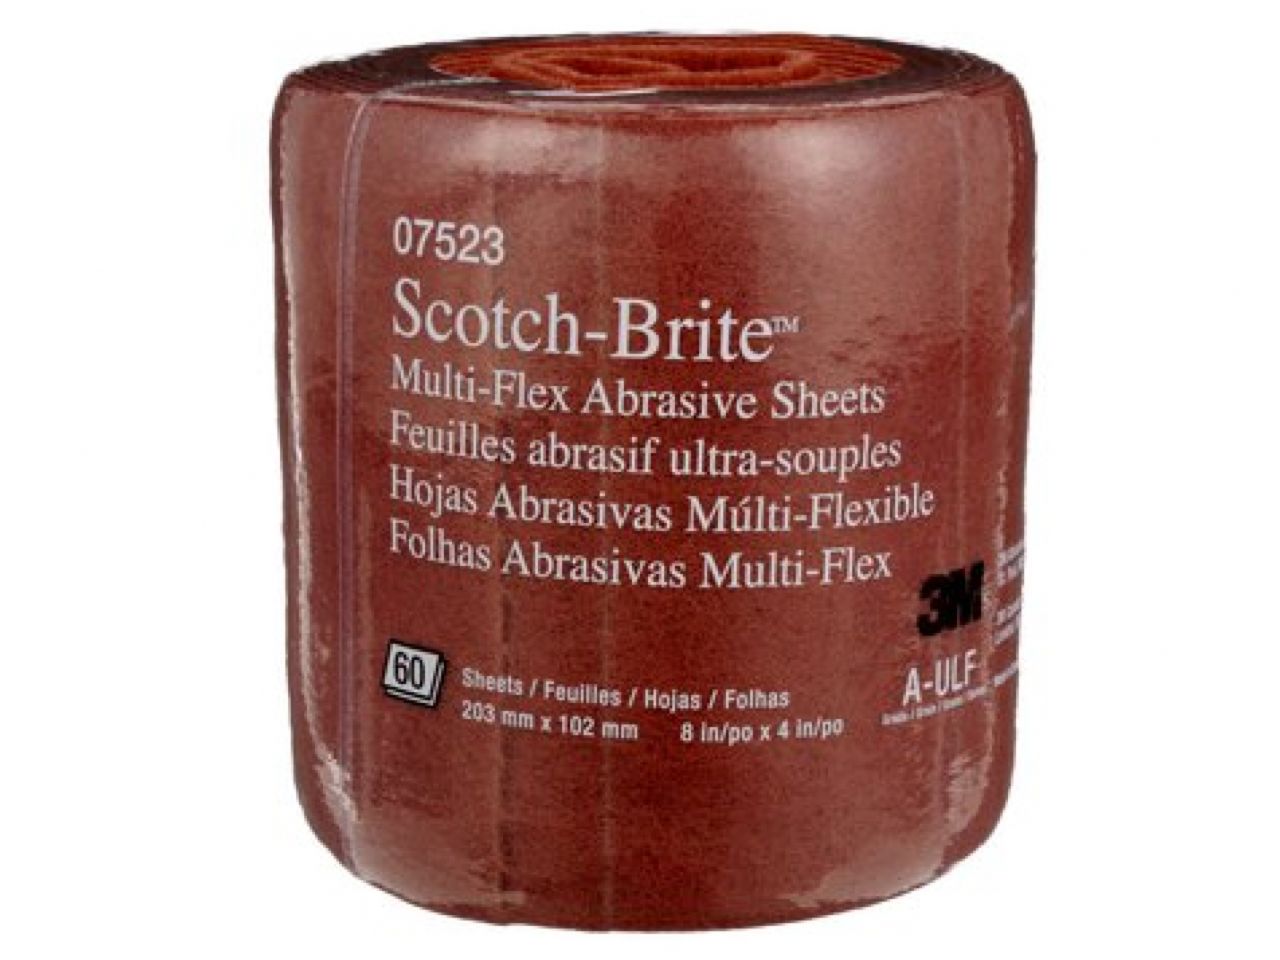 07523
Scotch-Brite™
Multi-Flex Abrasive Sheets
Feuilles abrasif ultra-souples
Hojas Abrasivas Múlti-Flexible
Folhas Abrasivas Multi-Flex
3M
60
Sheets / Feuilles / Hojas / Folhas
203 mm x 102 mm 8 in/po x 4 in/po
A-ULF